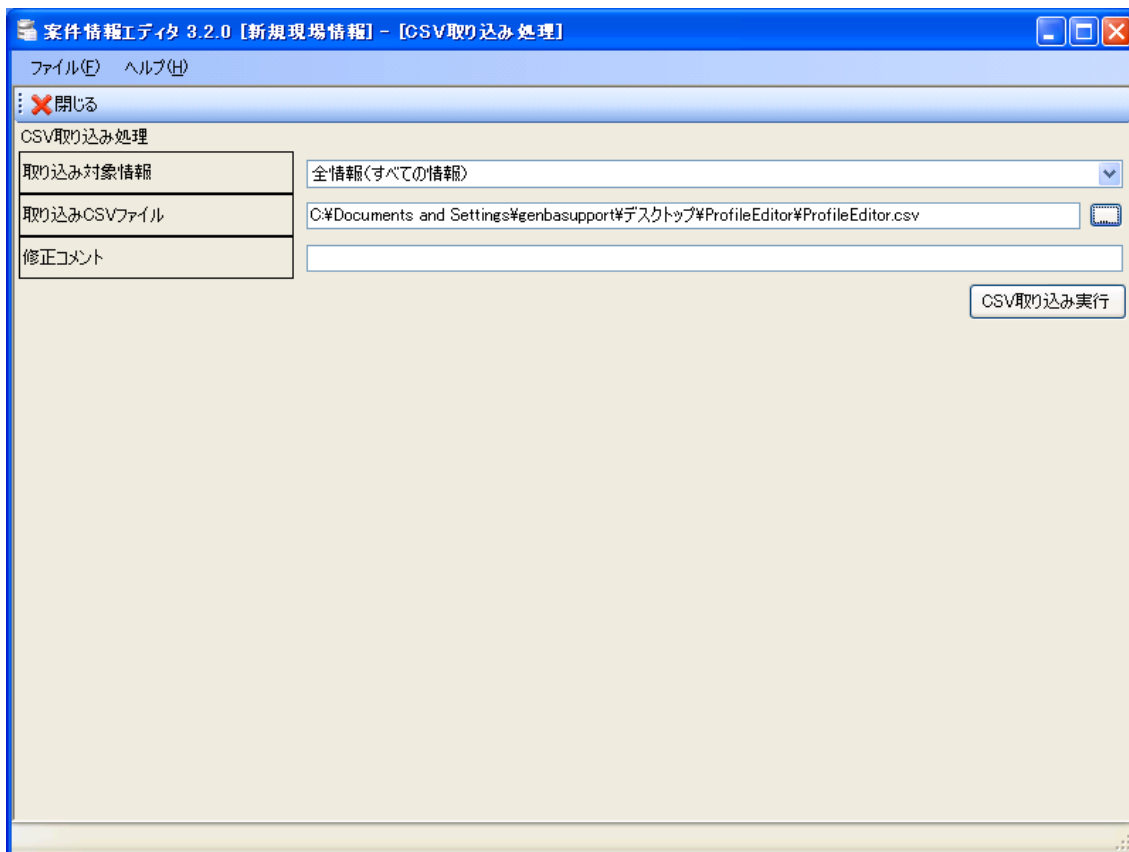 案件情報エディタ 3.2.0 [新規現場情報] - [CSV取り込み処理]
ファイル(F) ヘルプ(H)
閉じる
CSV取り込み処理
取り込み対象情報 全情報(すべての情報)
取り込みCSVファイル C:¥Documents and Settings¥genbasupport¥デスクトップ¥ProfileEditor¥ProfileEditor.csv ...
修正コメント
CSV取り込み実行